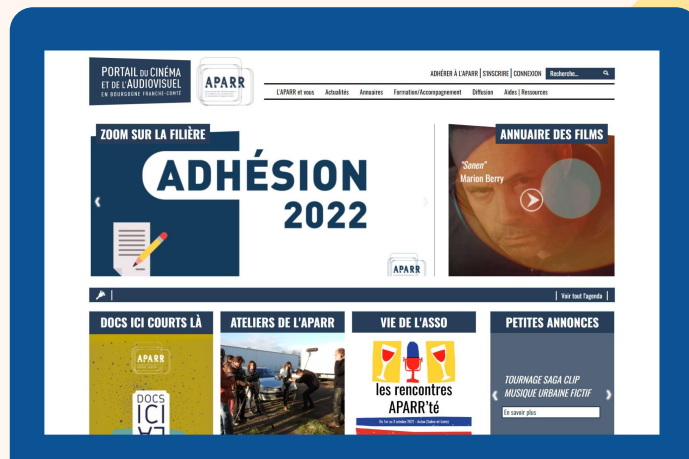 PORTAIL DU CINÉMA
ET DE L'AUDIOVISUEL
EN BOURGOGNE FRANCHE-COMTÉ
APARR
ADHÉRER À L'APARR | S'INSCRIRE | CONNEXION
Recherche...
L'APARR et vous Actualités Annuaires Formation/Accompagnement Diffusion Aides | Ressources
ZOOM SUR LA FILIÈRE
ADHÉSION
2022
APARR
ANNUAIRE DES FILMS
"Sonen"
Marion Berry
| Voir tout l'agenda |
DOCS ICI COURTS LÀ
APARR
DOCS
ICI
LÀ
ATELIERS DE L'APARR
VIE DE L'ASSO
les rencontres
APARR'té
PETITES ANNONCES
TOURNAGE SAGA CLIP
MUSIQUE URBAINE FICTIF
En savoir plus